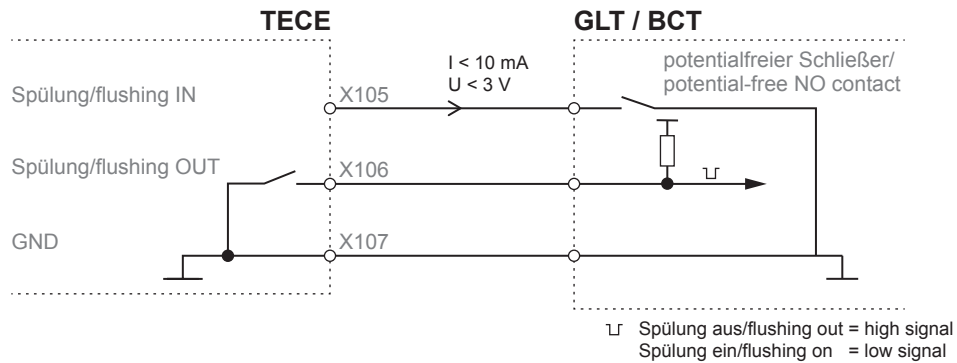 TECE
GLT / BCT
I < 10 mA
U < 3 V
potentialfreier Schließer/
potential-free NO contact
Spülung/flushing IN
X105
Spülung/flushing OUT
X106
GND
X107
Spülung aus/flushing out = high signal
Spülung ein/flushing on = low signal